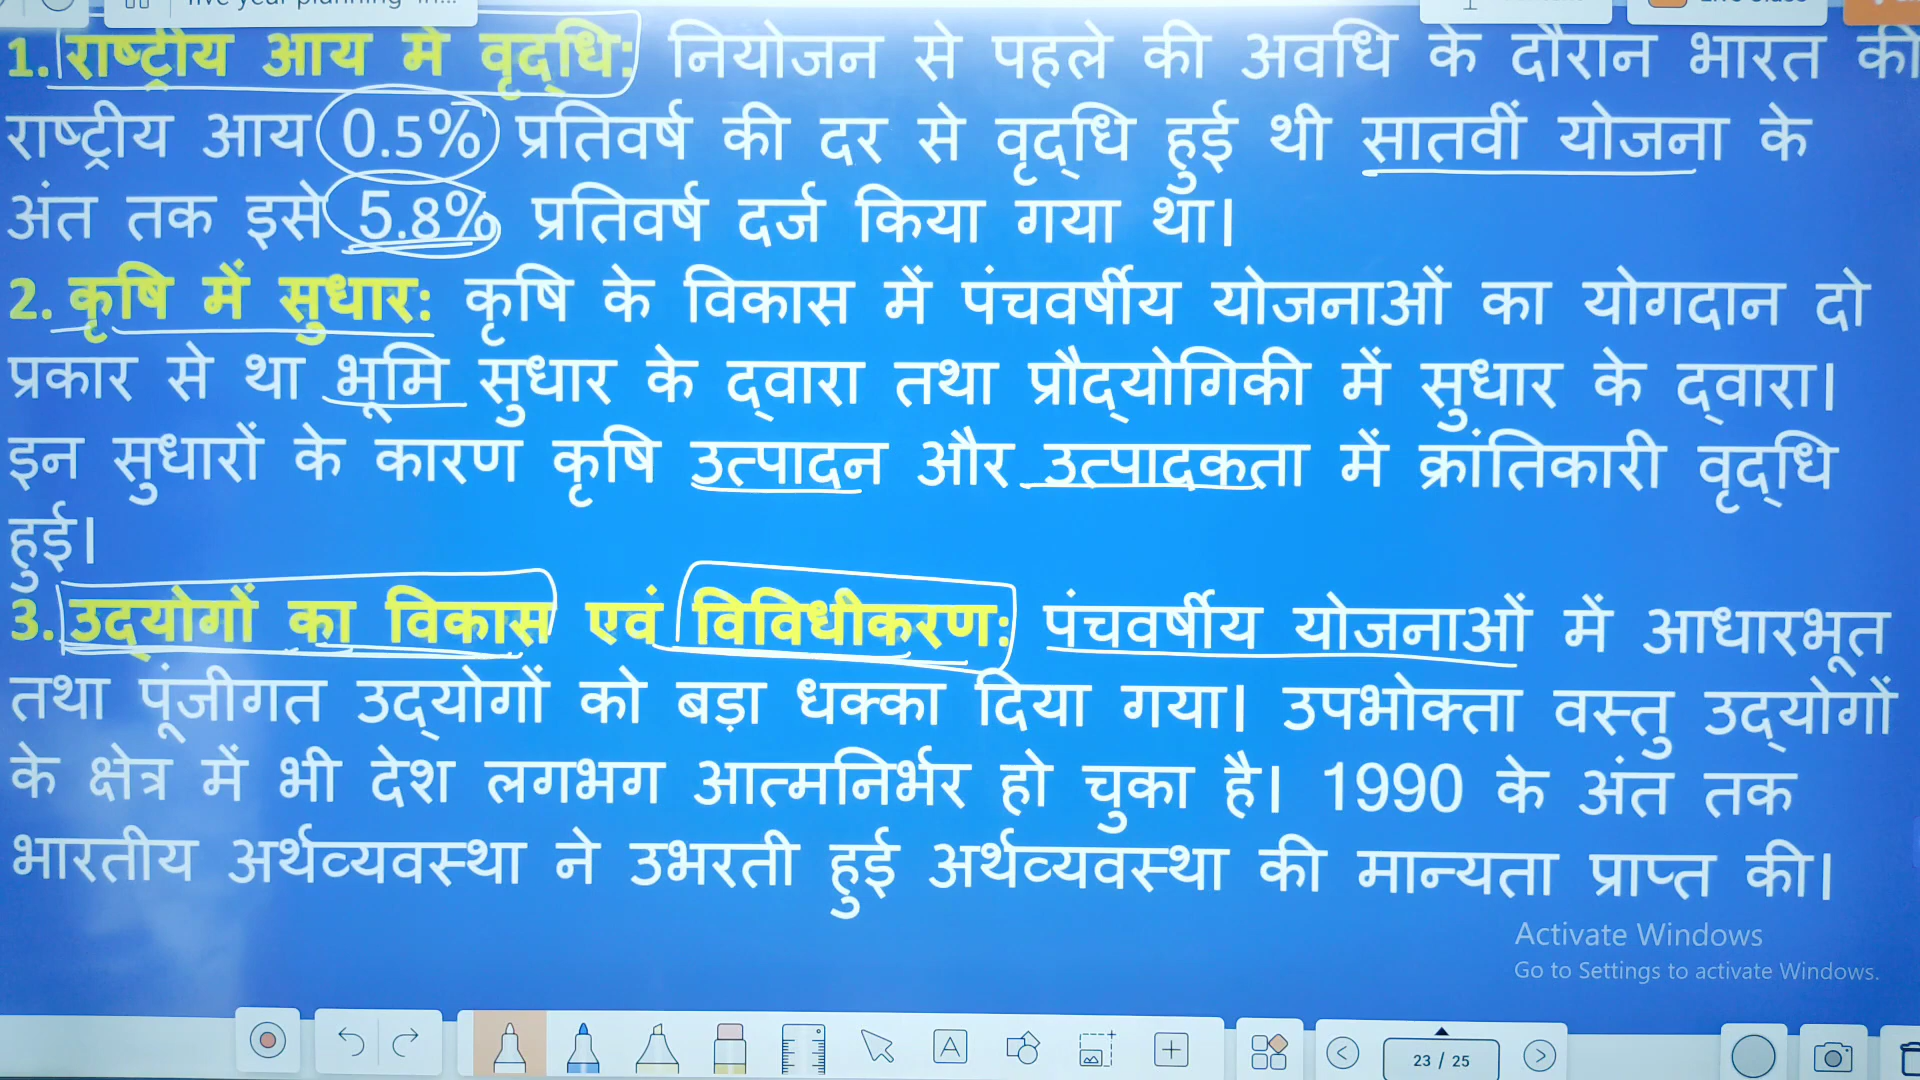 five year planning in...
1. राष्ट्रीय आय में वृद्धि: नियोजन से पहले की अवधि के दौरान भारत की
राष्ट्रीय आय 0.5% प्रतिवर्ष की दर से वृद्धि हुई थी सातवीं योजना के
अंत तक इसे 5.8% प्रतिवर्ष दर्ज किया गया था।
2. कृषि में सुधार: कृषि के विकास में पंचवर्षीय योजनाओं का योगदान दो
प्रकार से था भूमि सुधार के द्वारा तथा प्रौद्योगिकी में सुधार के द्वारा।
इन सुधारों के कारण कृषि उत्पादन और उत्पादकता में क्रांतिकारी वृद्धि
हुई।
3. उद्योगों का विकास एवं विविधीकरण: पंचवर्षीय योजनाओं में आधारभूत
तथा पूंजीगत उद्योगों को बड़ा धक्का दिया गया। उपभोक्ता वस्तु उद्योगों
के क्षेत्र में भी देश लगभग आत्मनिर्भर हो चुका है। 1990 के अंत तक
भारतीय अर्थव्यवस्था ने उभरती हुई अर्थव्यवस्था की मान्यता प्राप्त की।
Activate Windows
Go to Settings to activate Windows.
23 / 25